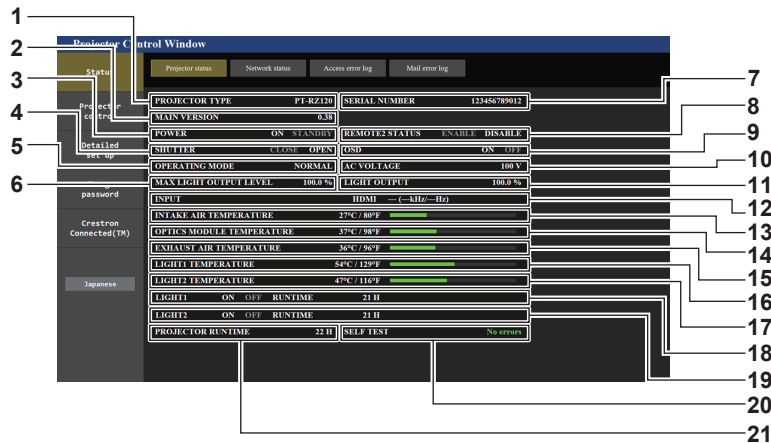 Projector Control Window
Status
Projector control
Detailed set up
password
Crestron Connected(TM)
Japanese
Projector status Network status Access error log Mail error log
PROJECTOR TYPE PT-RZ120 SERIAL NUMBER 123456789012
MAIN VERSION 0.38
POWER ON STANDBY REMOTE2 STATUS ENABLE DISABLE
SHUTTER CLOSE OPEN OSD ON OFF
OPERATING MODE NORMAL AC VOLTAGE 100 V
MAX LIGHT OUTPUT LEVEL 100.0 % LIGHT OUTPUT 100.0 %
INPUT HDMI --- (---kHz/---Hz)
INTAKE AIR TEMPERATURE 27°C / 80°F
OPTICS MODULE TEMPERATURE 37°C / 98°F
EXHAUST AIR TEMPERATURE 36°C / 96°F
LIGHT1 TEMPERATURE 54°C / 129°F
LIGHT2 TEMPERATURE 47°C / 116°F
LIGHT1 ON OFF RUNTIME 21 H
LIGHT2 ON OFF RUNTIME 21 H
PROJECTOR RUNTIME 22 H SELF TEST No errors
1
2
3
4
5
6
7
8
9
10
11
12
13
14
15
16
17
18
19
20
21